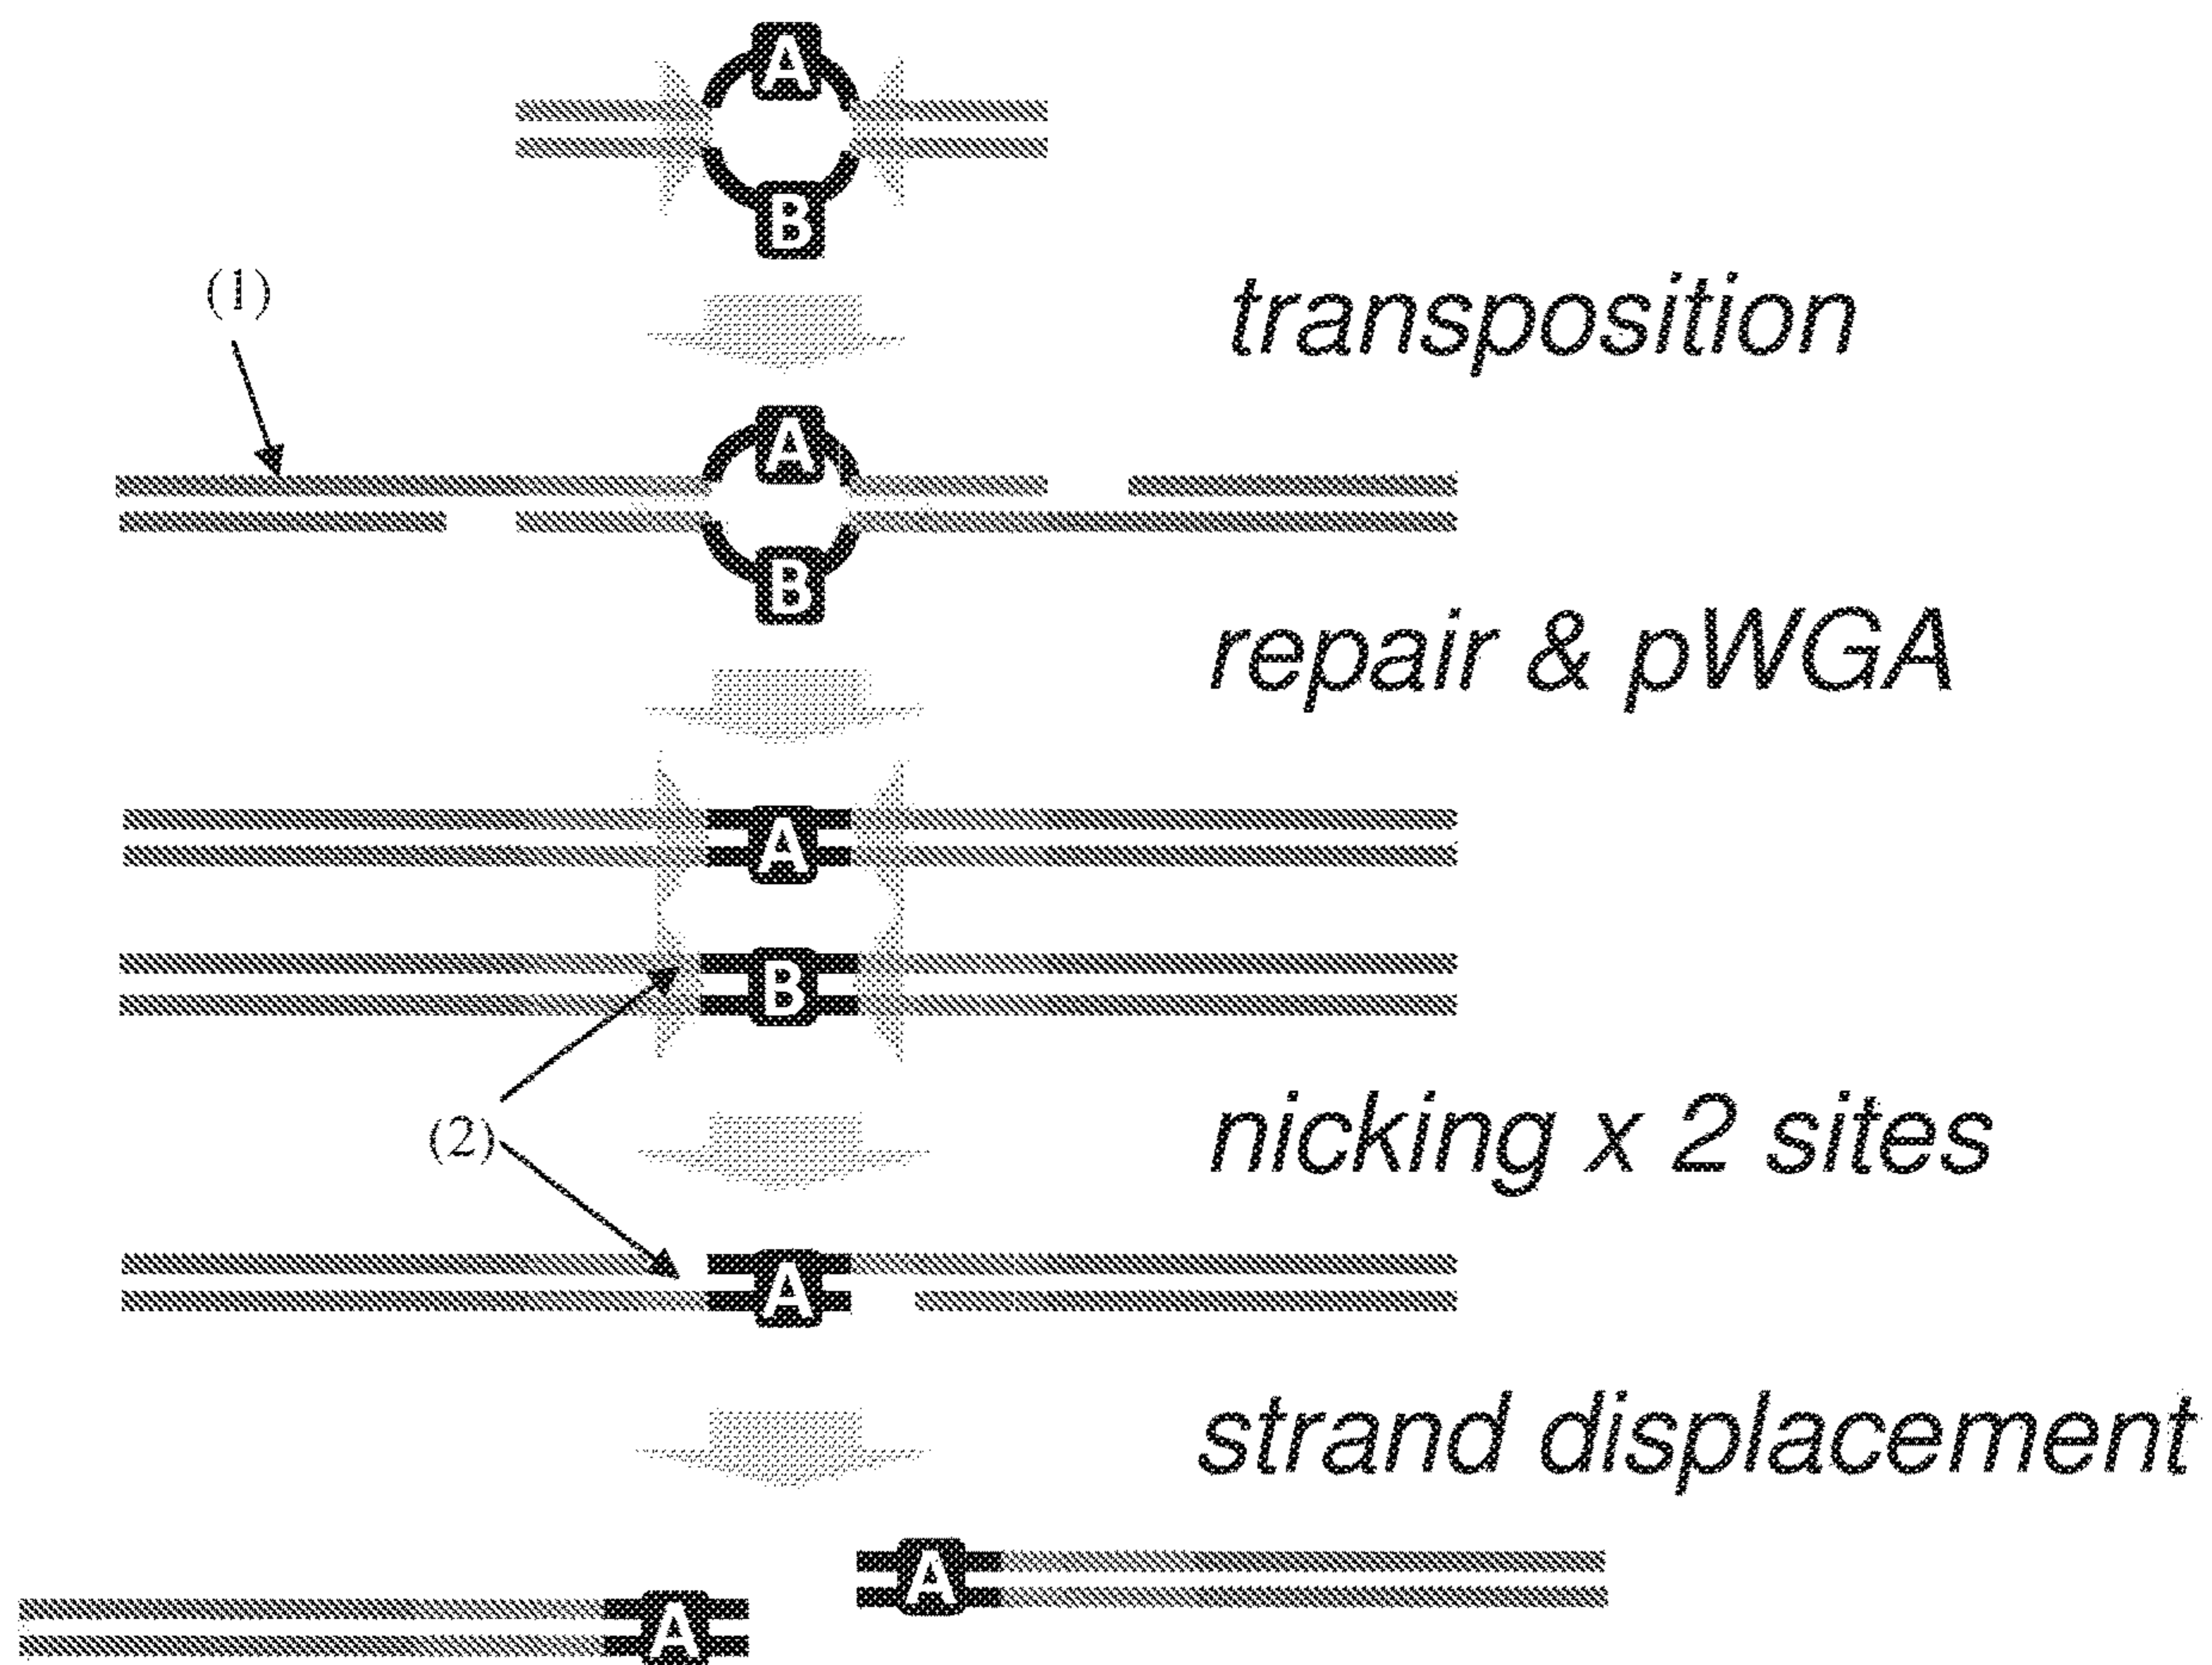 A
B
(1)
transposition
A
B
repair & pWGA
A
B
(2)
nicking x 2 sites
A
strand displacement
A
A